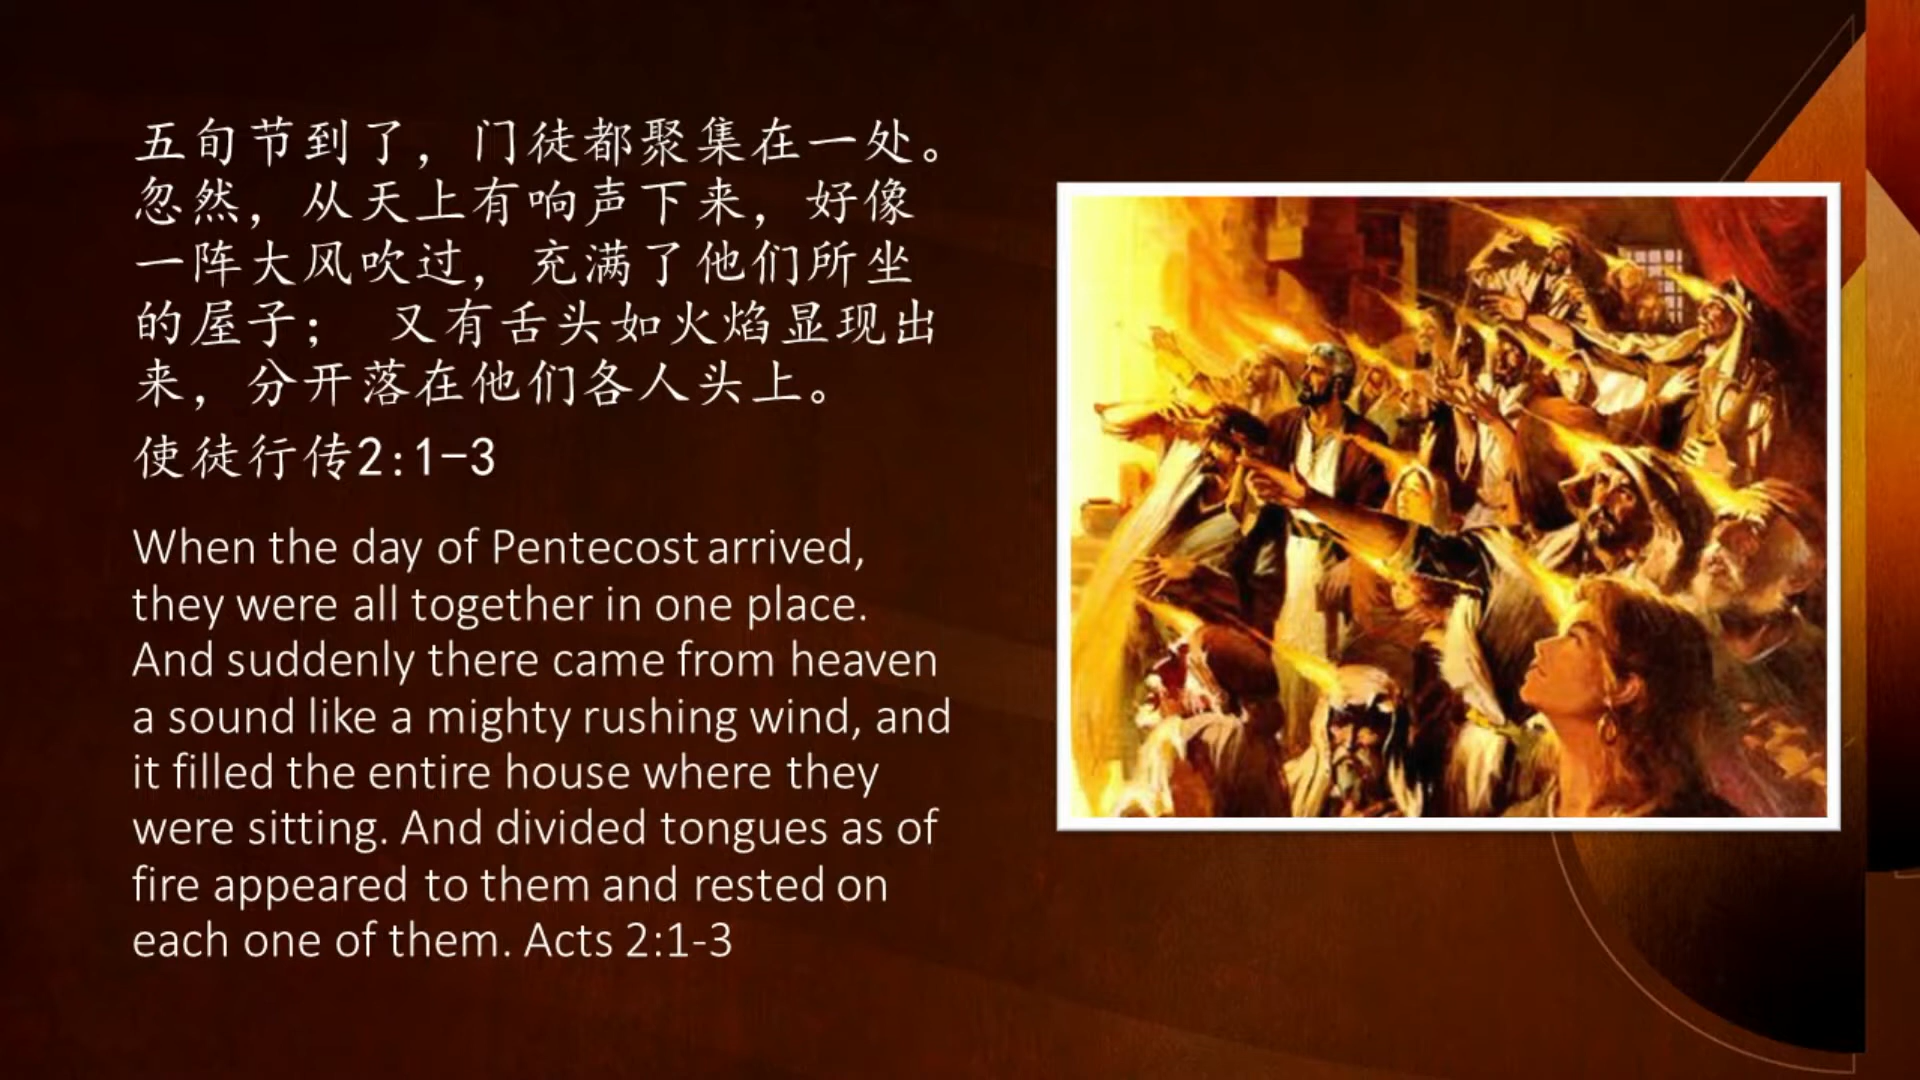 五旬节到了，门徒都聚集在一处。
忽然，从天上有响声下来，好像
一阵大风吹过，充满了他们所坐
的屋子； 又有舌头如火焰显现出
来，分开落在他们各人头上。
使徒行传2:1-3
When the day of Pentecost arrived,
they were all together in one place.
And suddenly there came from heaven
a sound like a mighty rushing wind, and
it filled the entire house where they
were sitting. And divided tongues as of
fire appeared to them and rested on
each one of them. Acts 2:1-3